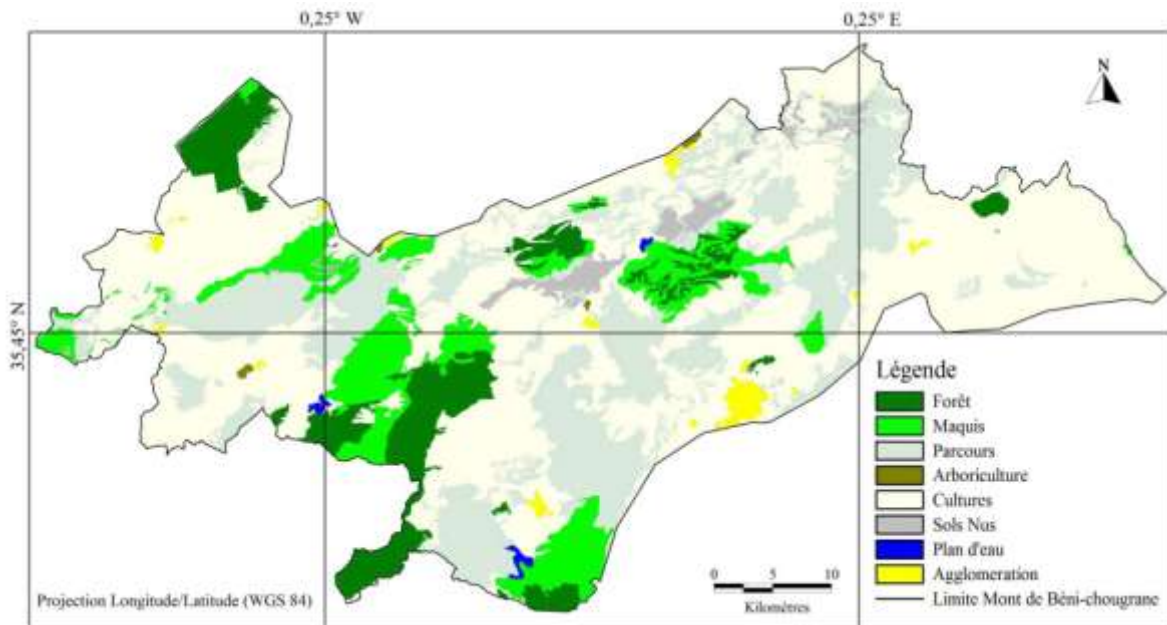 0,25° W
0,25° E
N
35,45° N
Légende
Forêt
Maquis
Parcours
Arboriculture
Cultures
Sols Nus
Plan d'eau
Agglomeration
Limite Mont de Béni-chougrane
0 5 10
Kilomètres
Projection Longitude/Latitude (WGS 84)